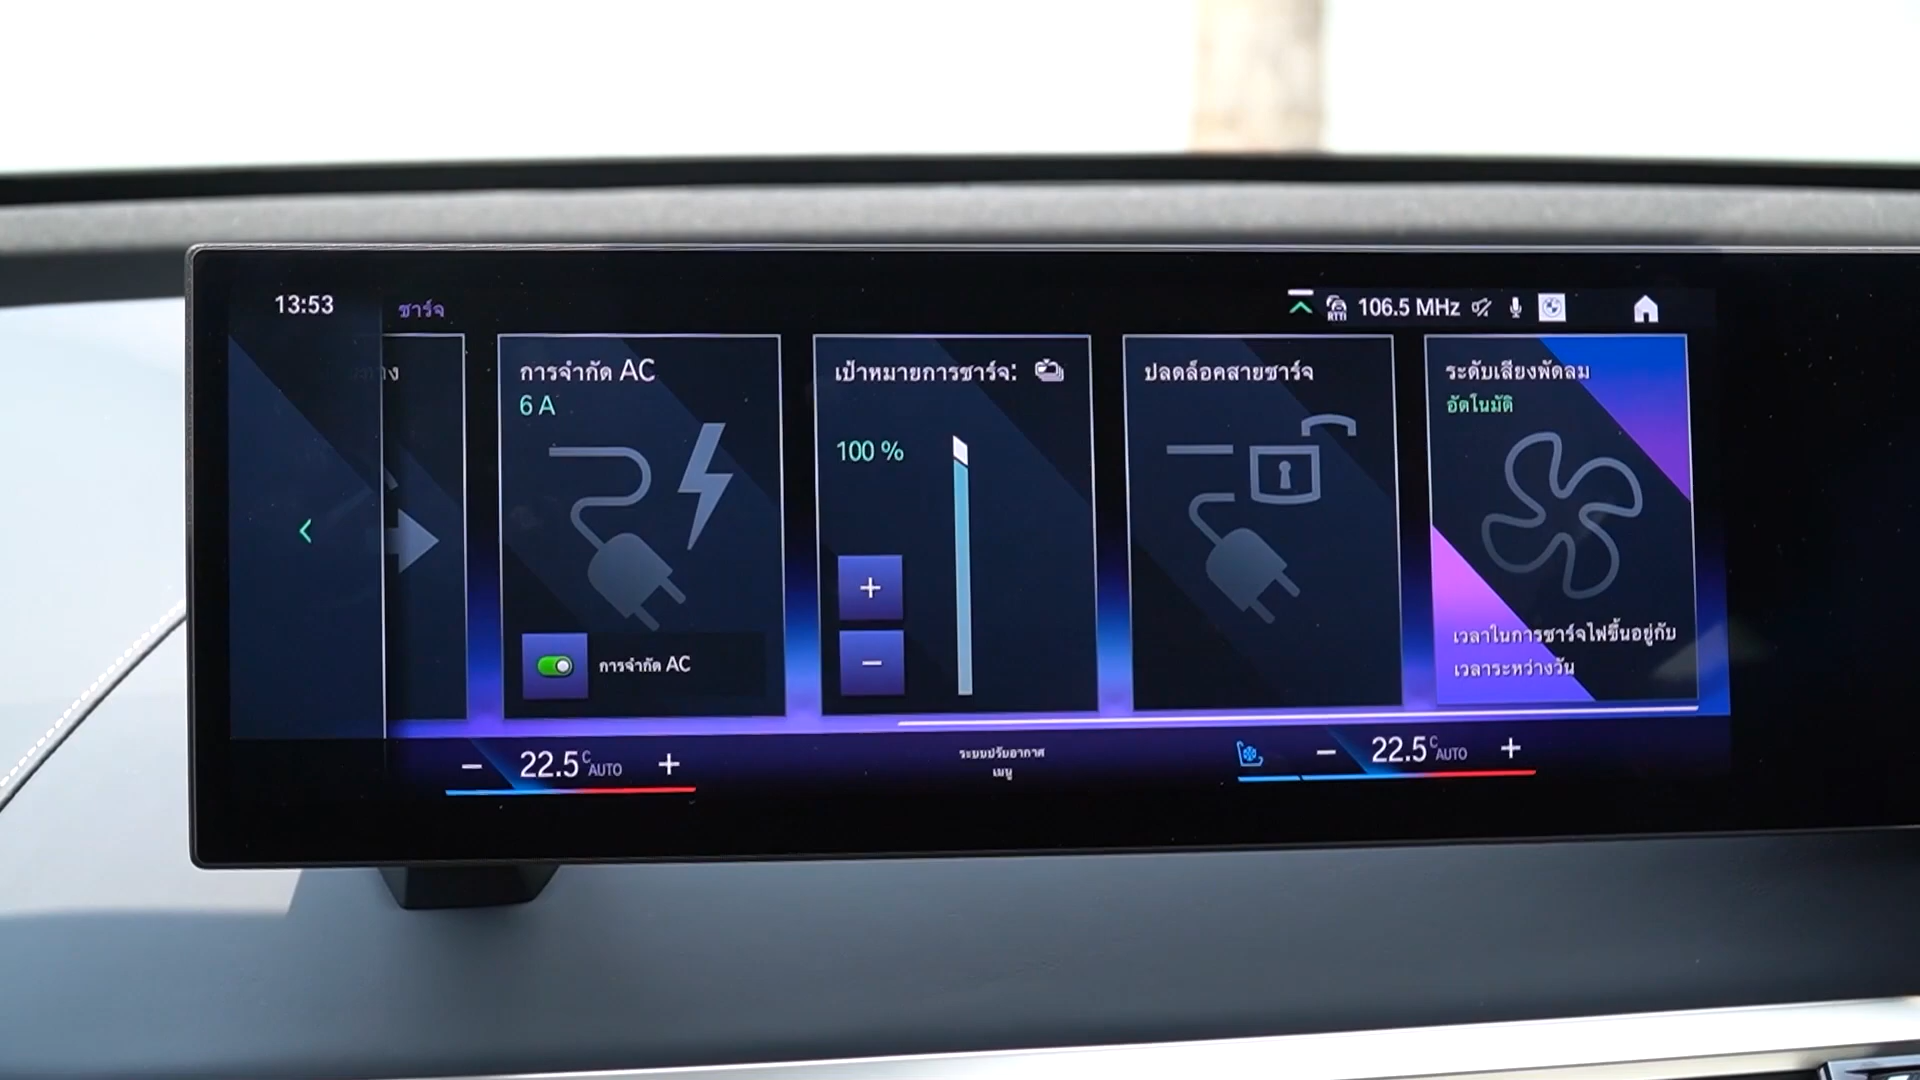 13:53
ชาร์จ
RTTI 106.5 MHz
การจำกัด AC
6 A
การจำกัด AC
เป้าหมายการชาร์จ:
100 %
+
−
ปลดล็อคสายชาร์จ
ระดับเสียงพัดลม
อัตโนมัติ
เวลาในการชาร์จไฟขึ้นอยู่กับ
เวลาระหว่างวัน
− 22.5 °C AUTO +
ระบบปรับอากาศ
เมนู
− 22.5 °C AUTO +